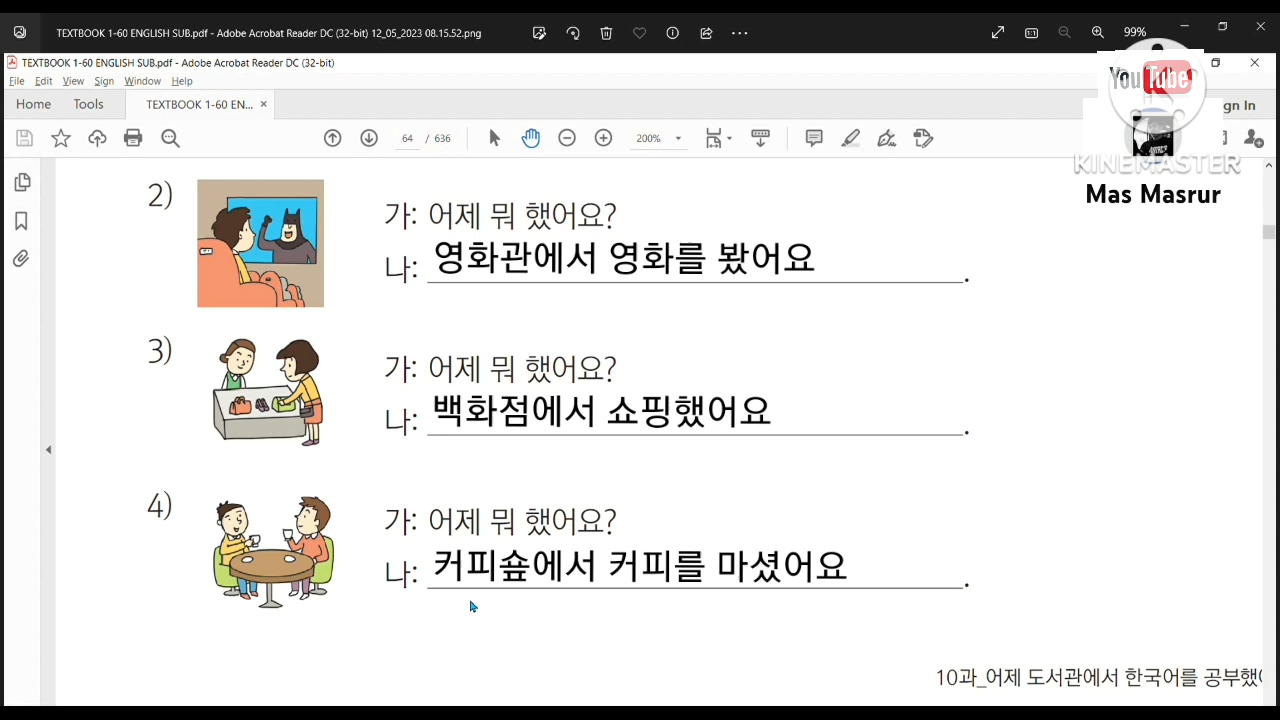 TEXTBOOK 1-60 ENGLISH SUB.pdf - Adobe Acrobat Reader DC (32-bit) 12_05_2023 08.15.52.png
99%
TEXTBOOK 1-60 ENGLISH SUB.pdf - Adobe Acrobat Reader DC (32-bit)
File Edit View Sign Window Help
YouTube
Home Tools TEXTBOOK 1-60 EN... × gn In
64 / 636 200%
KINEMASTER
Mas Masrur
2)
가: 어제 뭐 했어요?
나: 영화관에서 영화를 봤어요.
3)
가: 어제 뭐 했어요?
나: 백화점에서 쇼핑했어요.
4)
가: 어제 뭐 했어요?
나: 커피숖에서 커피를 마셨어요.
10과_어제 도서관에서 한국어를 공부했